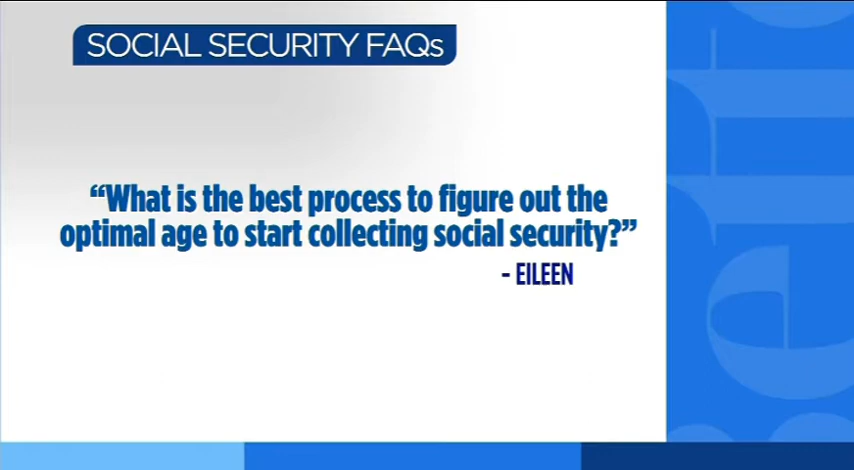 SOCIAL SECURITY FAQs
“What is the best process to figure out the
optimal age to start collecting social security?”
- EILEEN